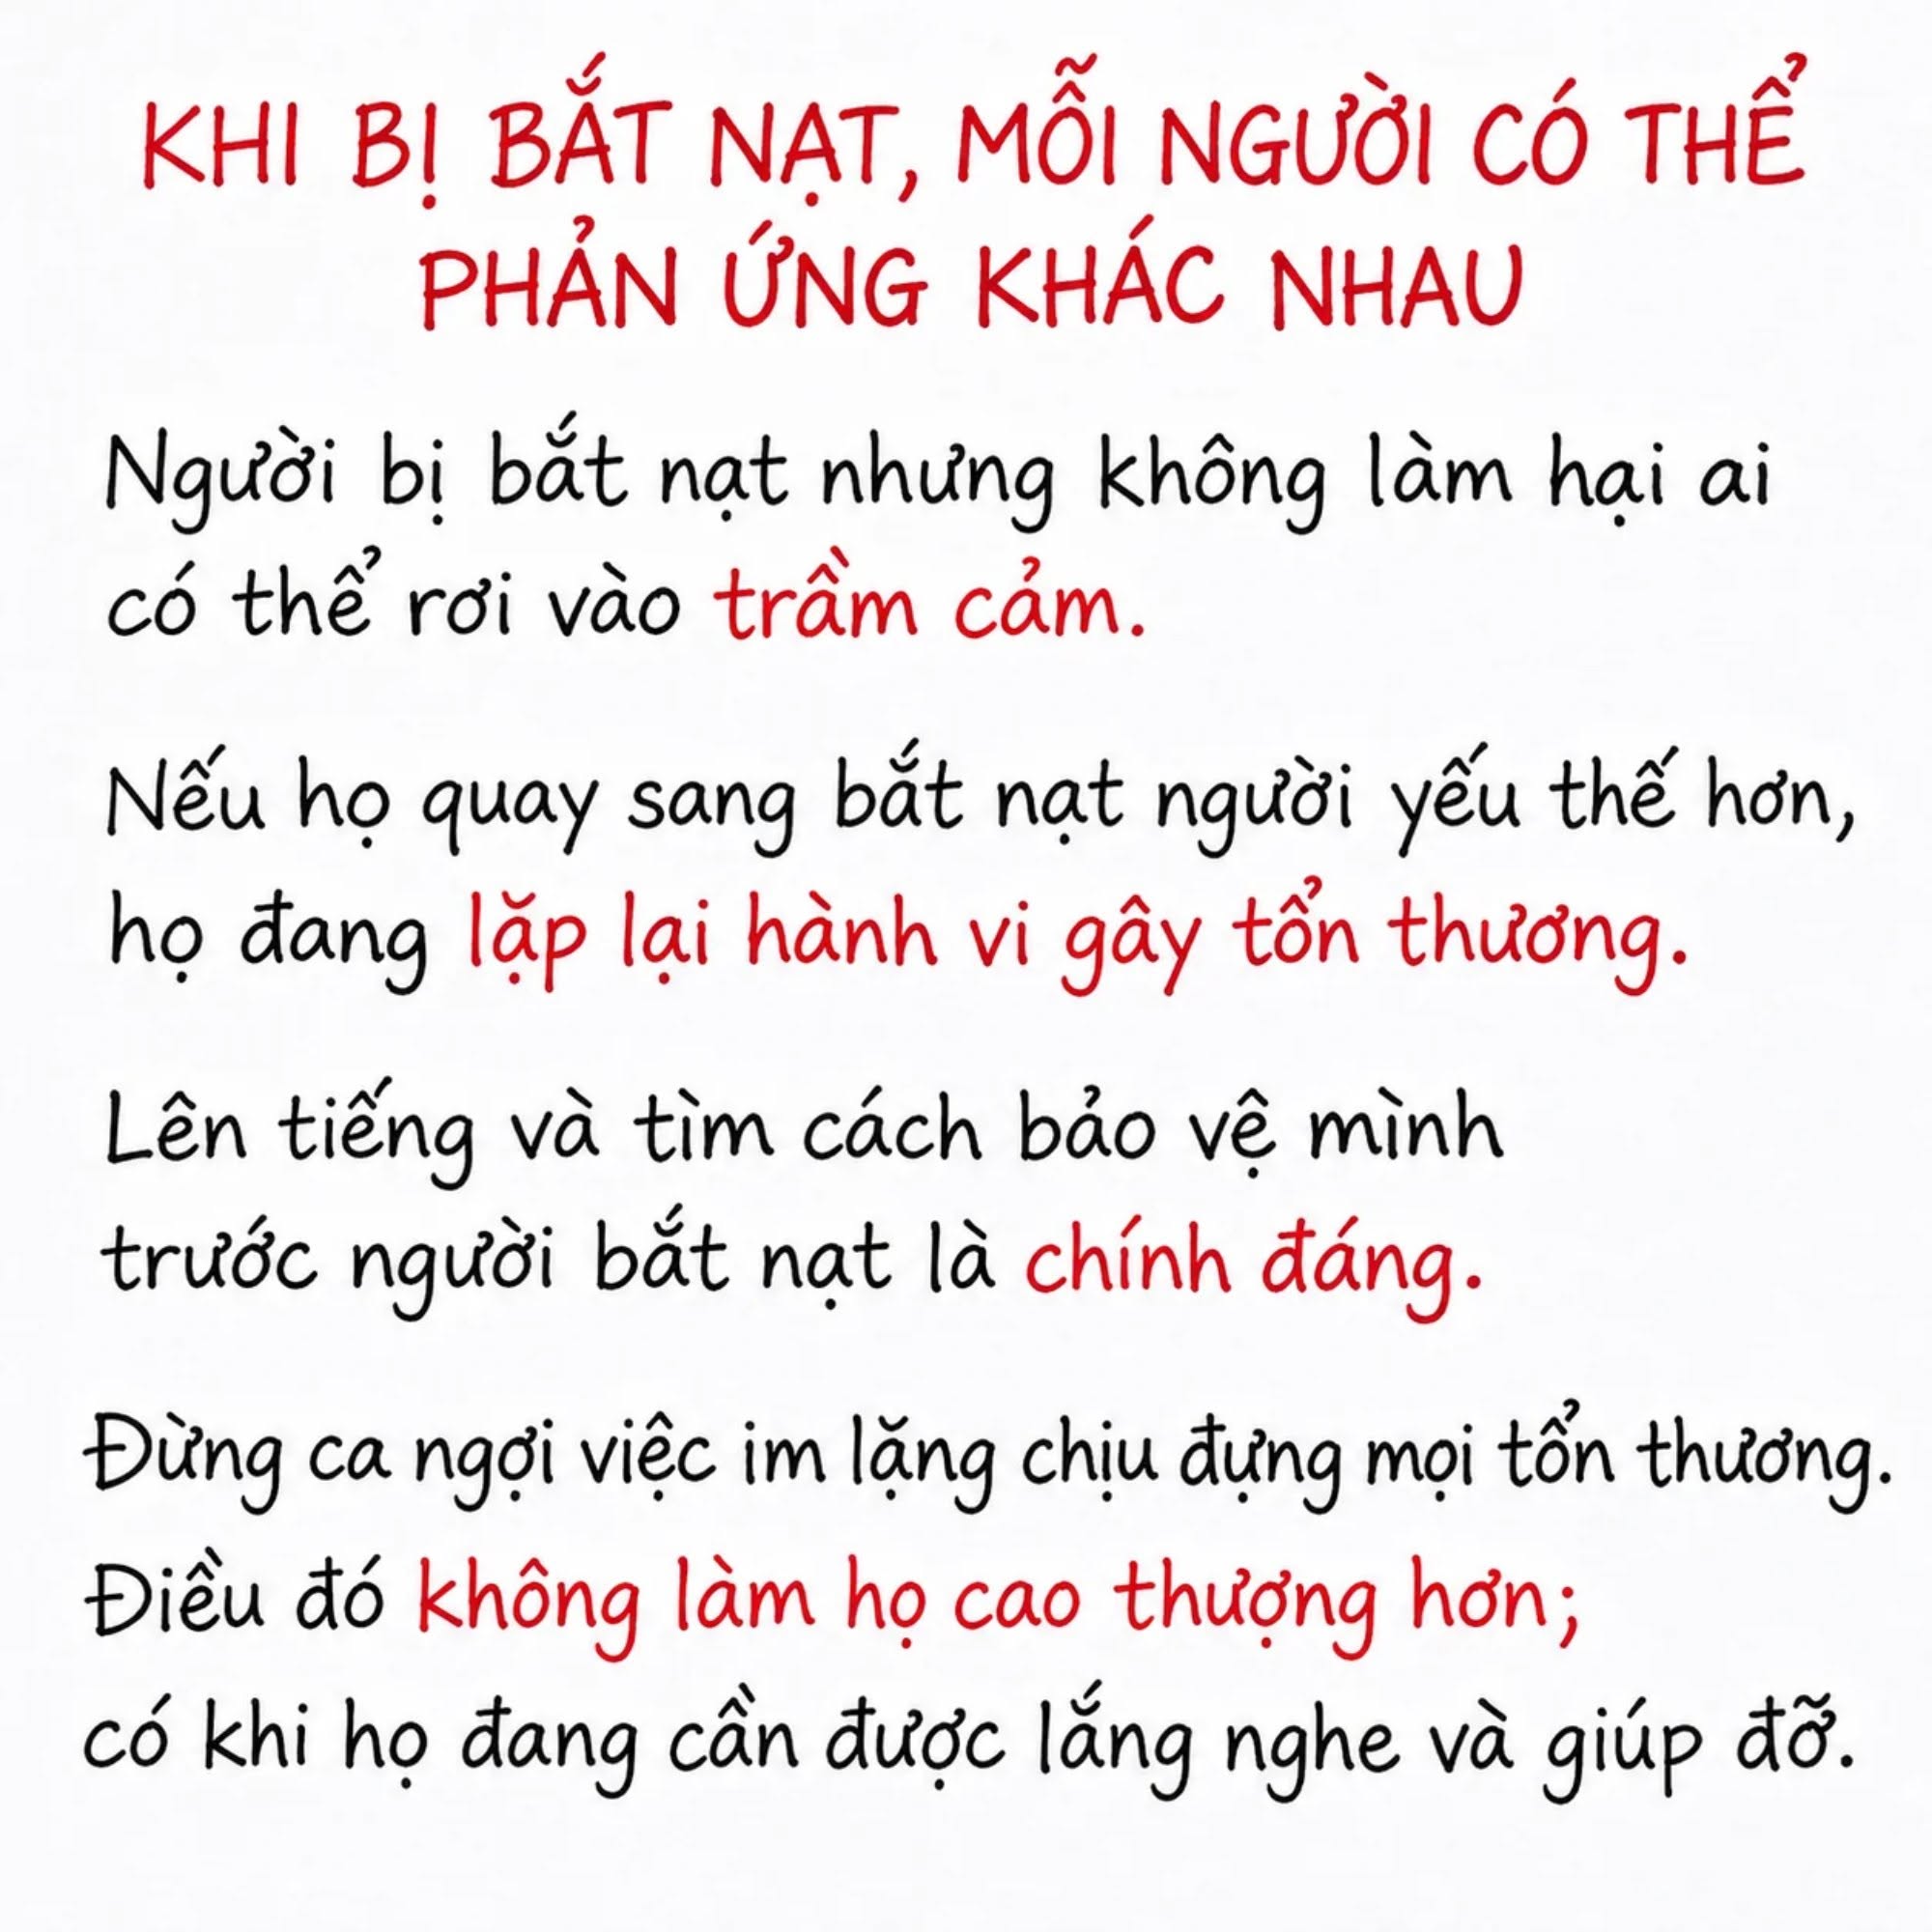 KHI BỊ BẮT NẠT, MỖI NGƯỜI CÓ THỂ
PHẢN ỨNG KHÁC NHAU
Người bị bắt nạt nhưng không làm hại ai
có thể rơi vào trầm cảm.
Nếu họ quay sang bắt nạt người yếu thế hơn,
họ đang lặp lại hành vi gây tổn thương.
Lên tiếng và tìm cách bảo vệ mình
trước người bắt nạt là chính đáng.
Đừng ca ngợi việc im lặng chịu đựng mọi tổn thương.
Điều đó không làm họ cao thượng hơn;
có khi họ đang cần được lắng nghe và giúp đỡ.